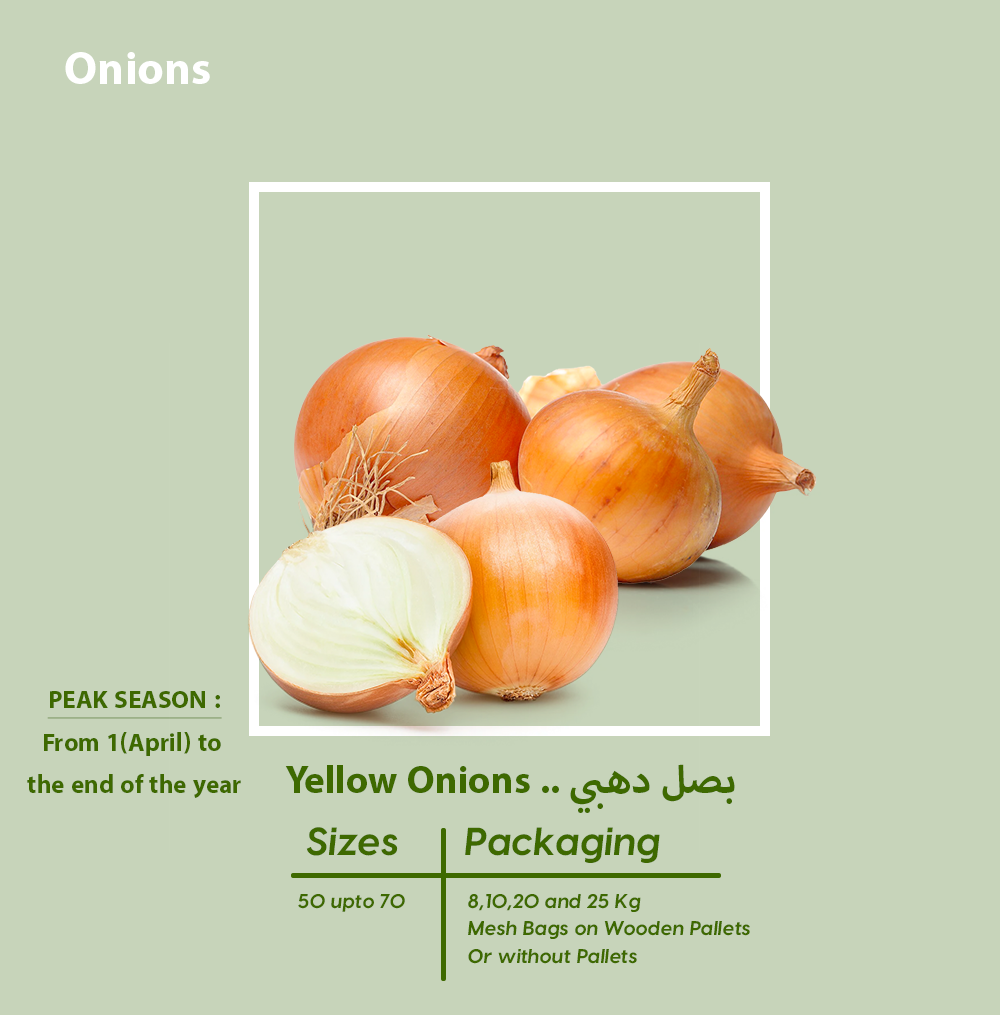 Onions
PEAK SEASON :
From 1(April) to
the end of the year
Yellow Onions .. بصل دهبي
Sizes
Packaging
50 upto 70
8,10,20 and 25 Kg
Mesh Bags on Wooden Pallets
Or without Pallets